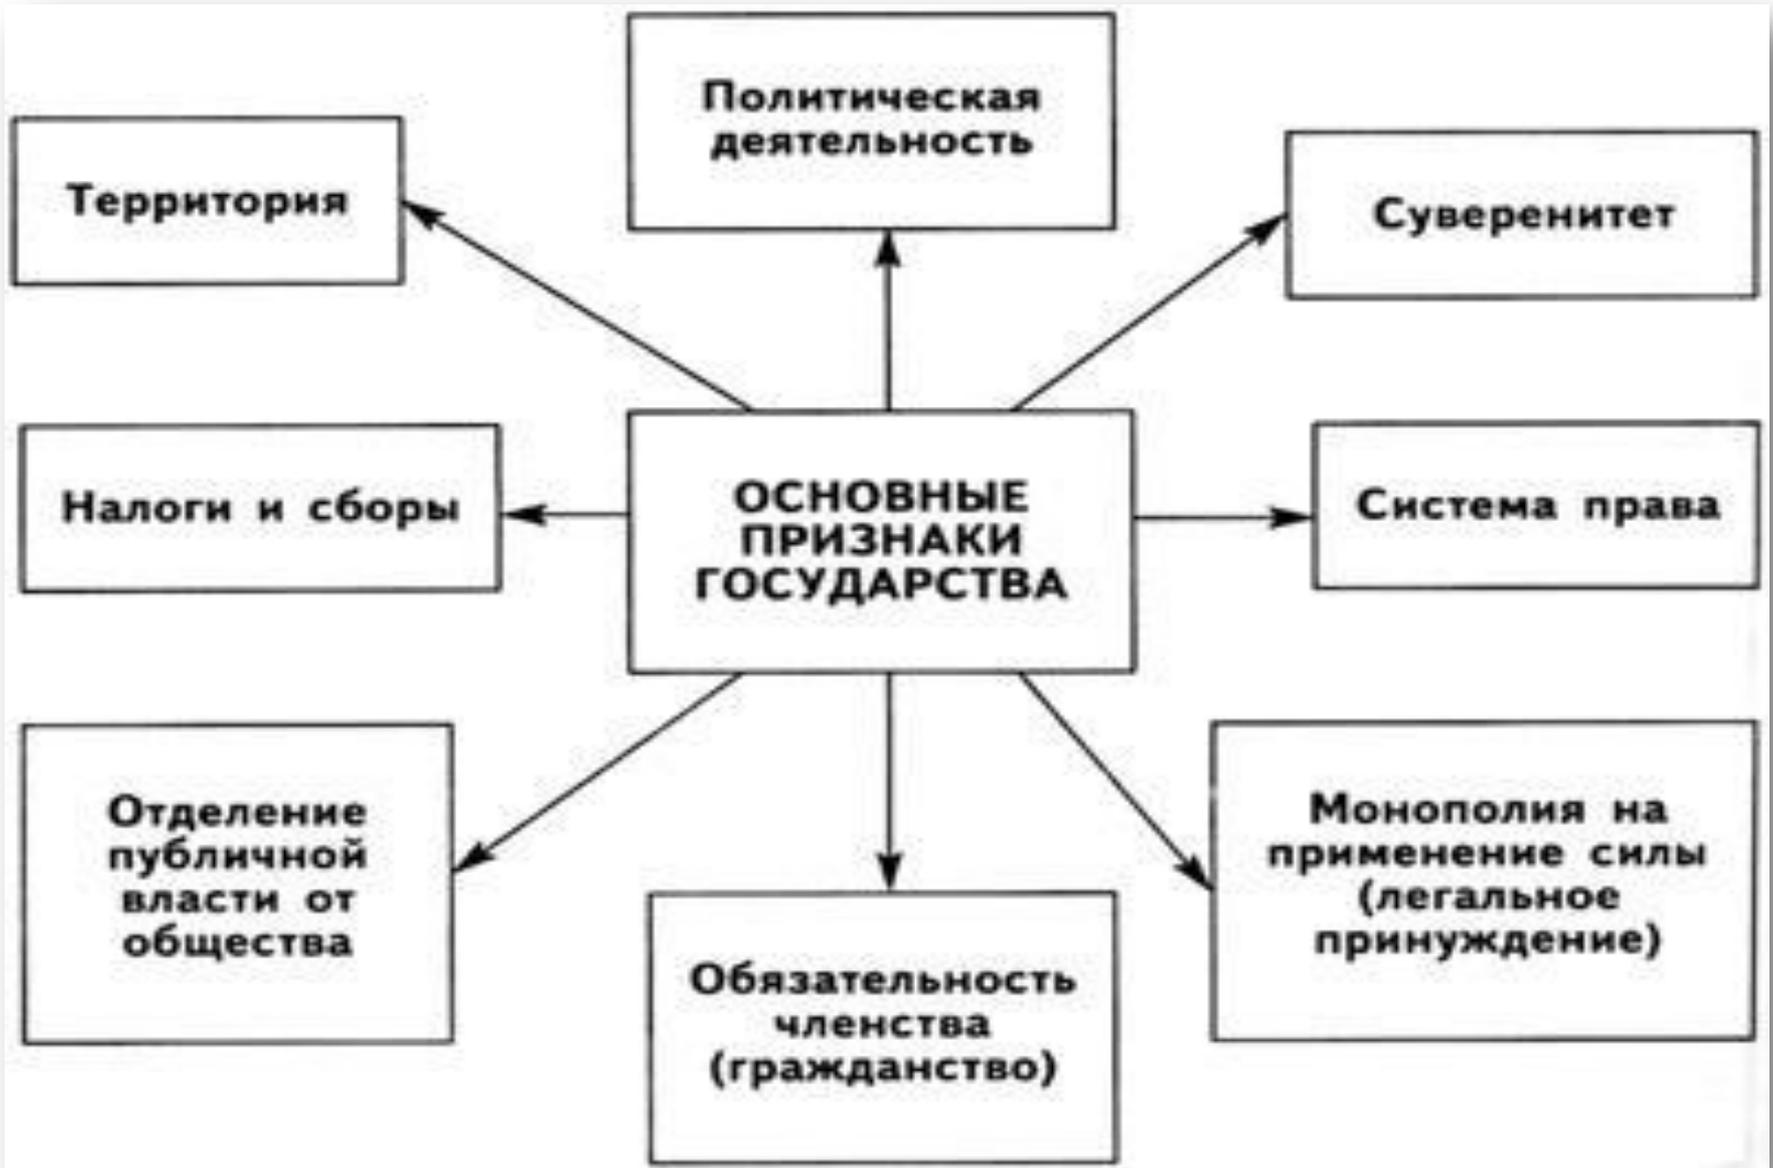 Политическая
деятельность
Территория
Суверенитет
Налоги и сборы
ОСНОВНЫЕ
ПРИЗНАКИ
ГОСУДАРСТВА
Система права
Отделение
публичной
власти от
общества
Обязательность
членства
(гражданство)
Монополия на
применение силы
(легальное
принуждение)